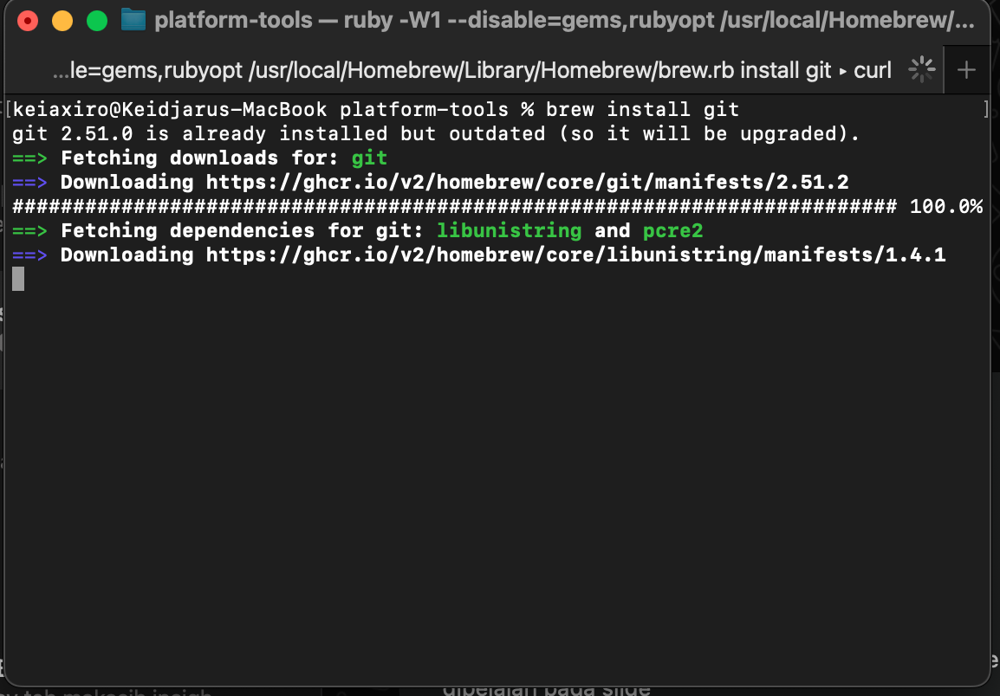 platform-tools — ruby -W1 --disable=gems,rubyopt /usr/local/Homebrew/...
...le=gems,rubyopt /usr/local/Homebrew/Library/Homebrew/brew.rb install git ▸ curl
[keiaxiro@Keidjarus-MacBook platform-tools % brew install git ]
git 2.51.0 is already installed but outdated (so it will be upgraded).
==> Fetching downloads for: git
==> Downloading https://ghcr.io/v2/homebrew/core/git/manifests/2.51.2
######################################################################### 100.0%
==> Fetching dependencies for git: libunistring and pcre2
==> Downloading https://ghcr.io/v2/homebrew/core/libunistring/manifests/1.4.1